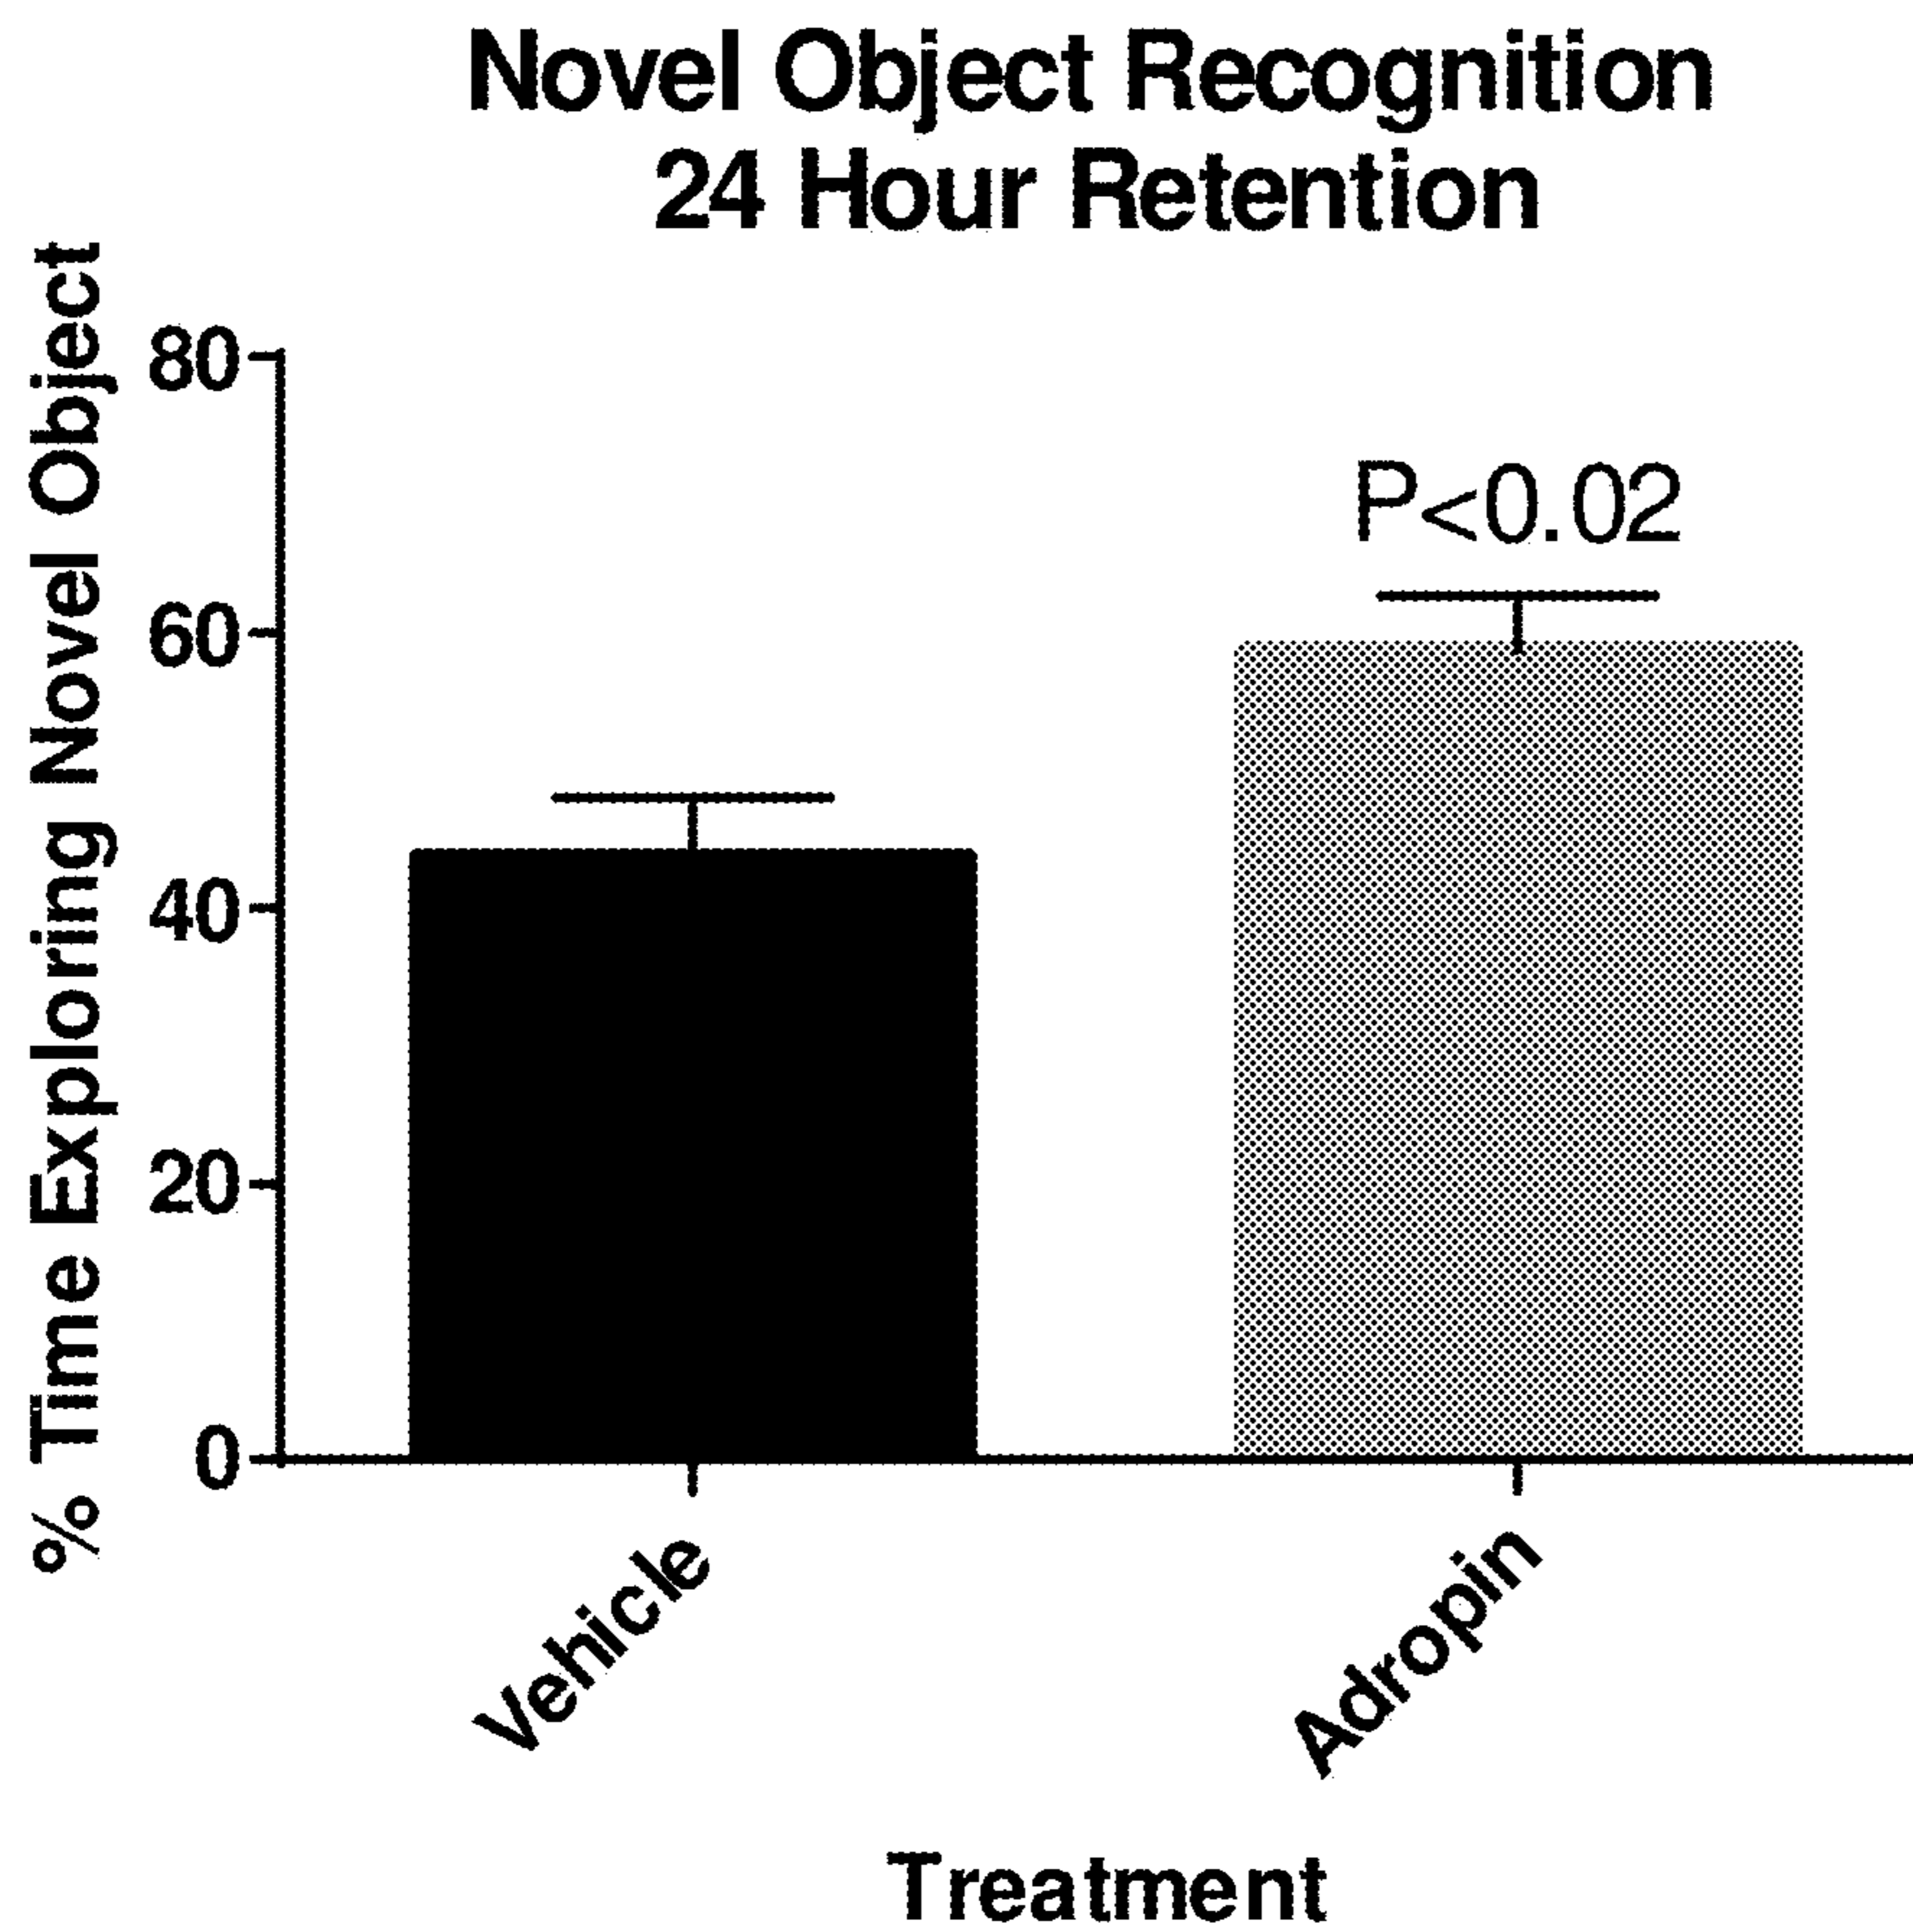 Novel Object Recognition
24 Hour Retention
% Time Exploring Novel Object
80
60
40
20
0
P<0.02
Vehicle
Adropin
Treatment